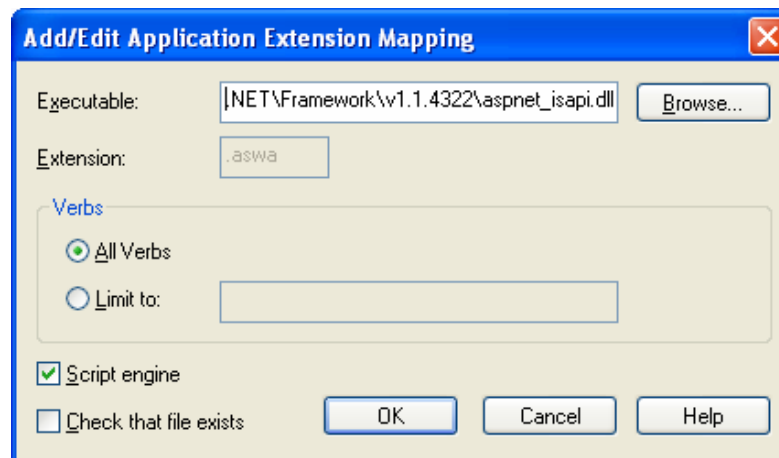 Add/Edit Application Extension Mapping
Executable: .NET\Framework\v1.1.4322\aspnet_isapi.dll Browse...
Extension: .aswa
Verbs
All Verbs
Limit to:
Script engine
Check that file exists OK Cancel Help